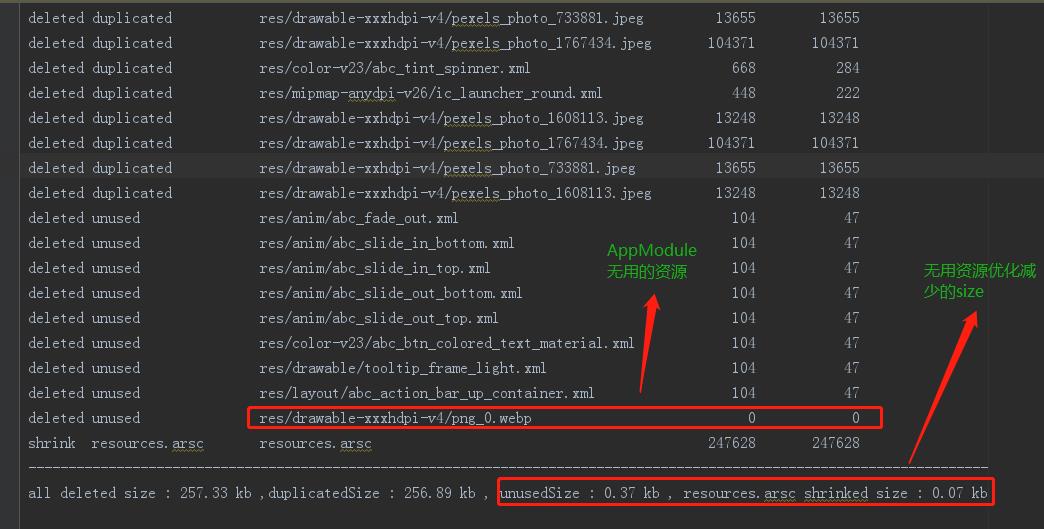 deleted duplicated res/drawable-xxxhdpi-v4/pexels_photo_733881.jpeg 13655 13655
deleted duplicated res/drawable-xxxhdpi-v4/pexels_photo_1767434.jpeg 104371 104371
deleted duplicated res/color-v23/abc_tint_spinner.xml 668 284
deleted duplicated res/mipmap-anydpi-v26/ic_launcher_round.xml 448 222
deleted duplicated res/drawable-xxhdpi-v4/pexels_photo_1608113.jpeg 13248 13248
deleted duplicated res/drawable-xxhdpi-v4/pexels_photo_1767434.jpeg 104371 104371
deleted duplicated res/drawable-xxhdpi-v4/pexels_photo_733881.jpeg 13655 13655
deleted duplicated res/drawable-xxxhdpi-v4/pexels_photo_1608113.jpeg 13248 13248
deleted unused res/anim/abc_fade_out.xml 104 47
deleted unused res/anim/abc_slide_in_bottom.xml 104 47
deleted unused res/anim/abc_slide_in_top.xml 104 47
deleted unused res/anim/abc_slide_out_bottom.xml 104 47
deleted unused res/anim/abc_slide_out_top.xml 104 47
deleted unused res/color-v23/abc_btn_colored_text_material.xml 104 47
deleted unused res/drawable/tooltip_frame_light.xml 104 47
deleted unused res/layout/abc_action_bar_up_container.xml 104 47
deleted unused res/drawable-xxxhdpi-v4/png_0.webp 0 0
shrink resources.arsc resources.arsc 247628 247628
all deleted size : 257.33 kb ,duplicatedSize : 256.89 kb , unusedSize : 0.37 kb , resources.arsc shrinked size : 0.07 kb
AppModule
无用的资源
无用资源优化减
少的size